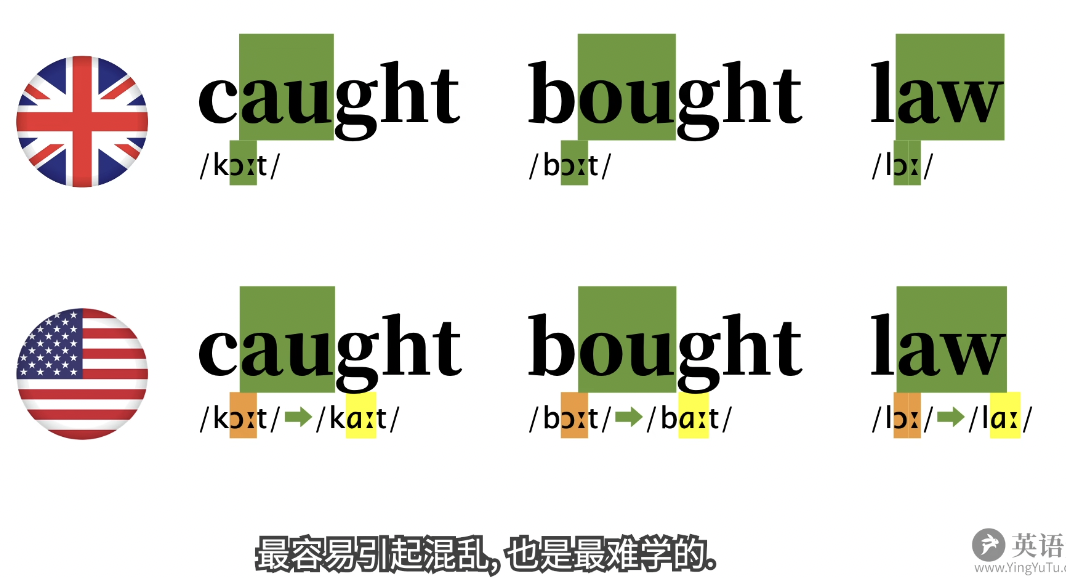 caught bought law
/kɔːt/ /bɔːt/ /lɔː/
caught bought law
/kɔːt/ → /kɑːt/ /bɔːt/ → /bɑːt/ /lɔː/ → /lɑː/
最容易引起混乱, 也是最难学的.
英语
www.YingYuTu.c